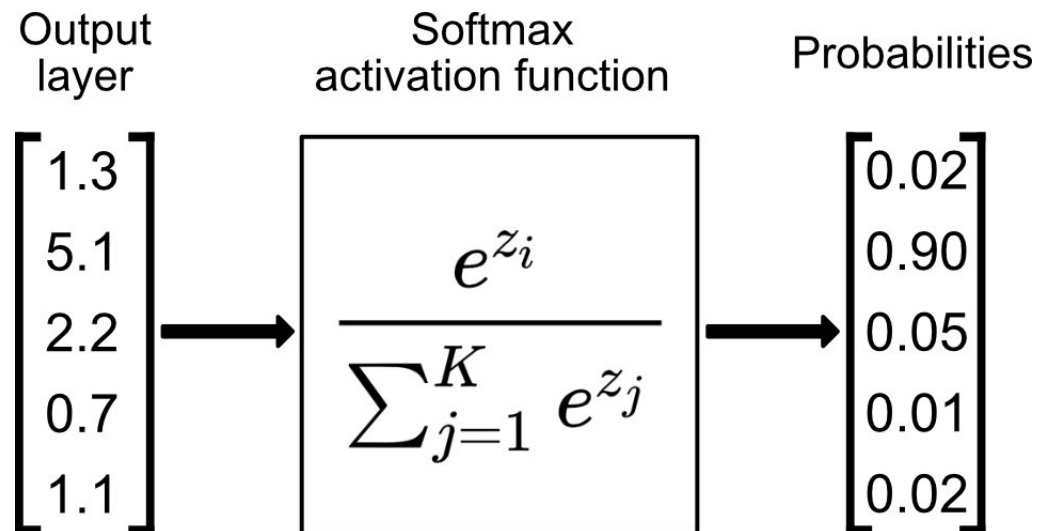 Output
layer
Softmax
activation function
Probabilities
1.3
5.1
2.2
0.7
1.1
e^{z_i}
∑_{j=1}^{K} e^{z_j}
0.02
0.90
0.05
0.01
0.02